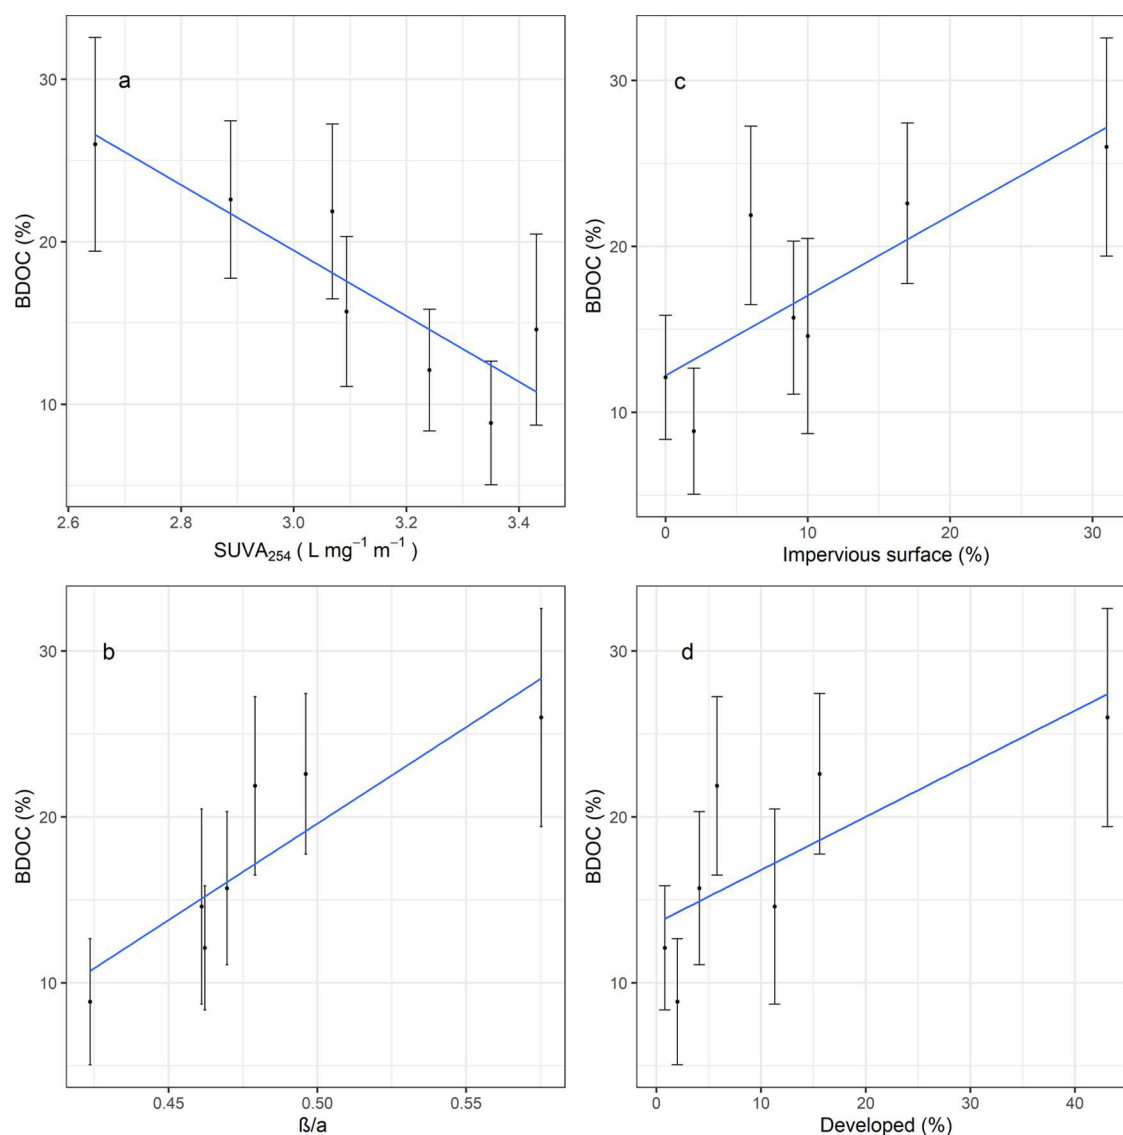 a
30
20
10
BDOC (%)
2.6 2.8 3.0 3.2 3.4
SUVA₂₅₄ ( L mg⁻¹ m⁻¹ )
c
30
20
10
BDOC (%)
0 10 20 30
Impervious surface (%)
b
30
20
10
BDOC (%)
0.45 0.50 0.55
ß/a
d
30
20
10
BDOC (%)
0 10 20 30 40
Developed (%)